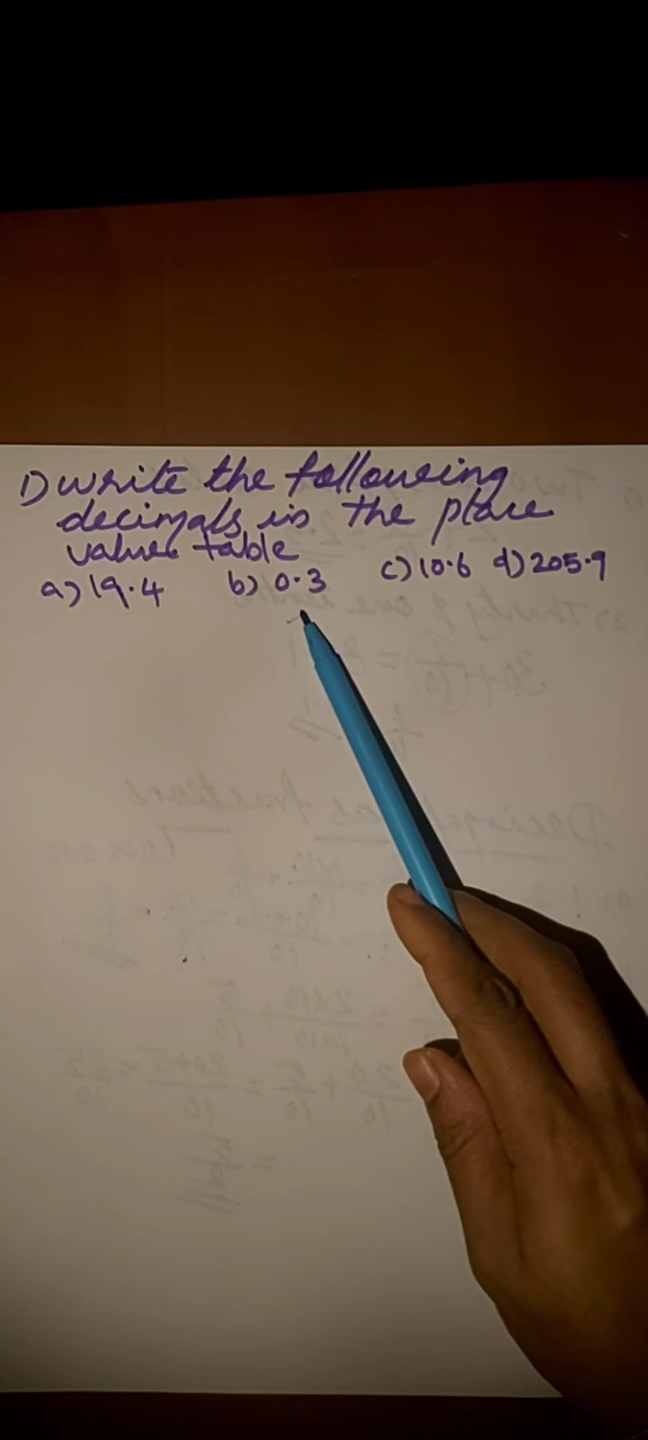 1) write the following
decimals in the place
value table
a) 19.4 b) 0.3 c) 10.6 d) 205.9